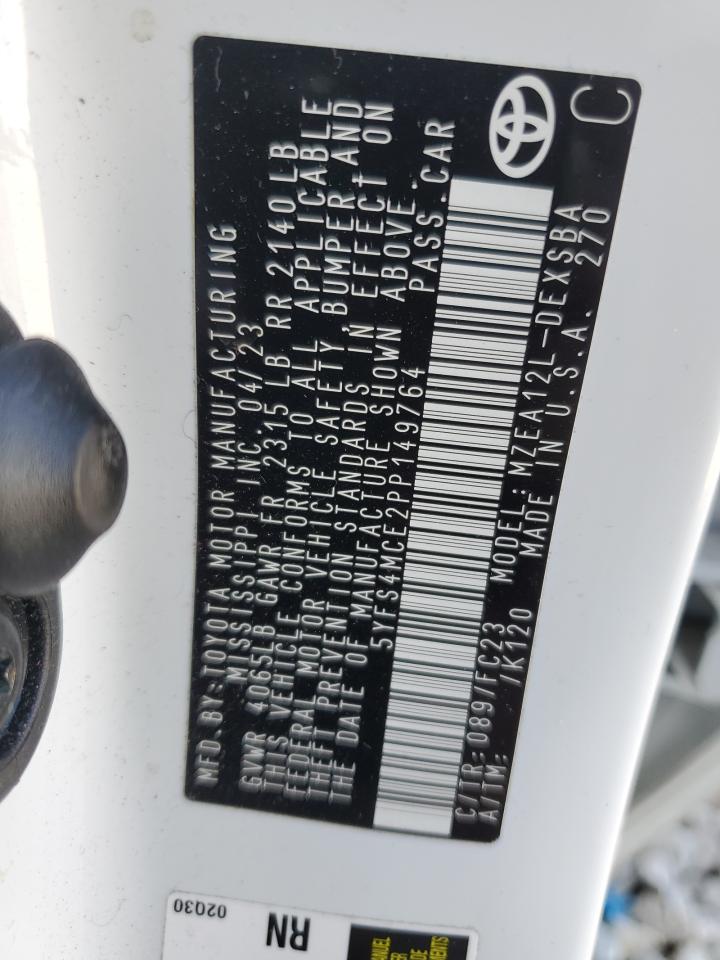 MFD.BY:TOYOTA MOTOR MANUFACTURING
MISSISSIPPI INC.04/23
GVWR 4065LB GAWR FR 2315 LB RR 2140 LB
THIS VEHICLE CONFORMS TO ALL APPLICABLE
FEDERAL MOTOR VEHICLE SAFETY, BUMPER AND
THEFT PREVENTION STANDARDS IN EFFECT ON
THE DATE OF MANUFACTURE SHOWN ABOVE.
5YFS4MCE2PP149764 PASS.CAR
C/TR: 089/FC23 MODEL: MZEA12L-DEXSBA
A/TM: /K120 MADE IN U.S.A. 270
C
02Q30
RN